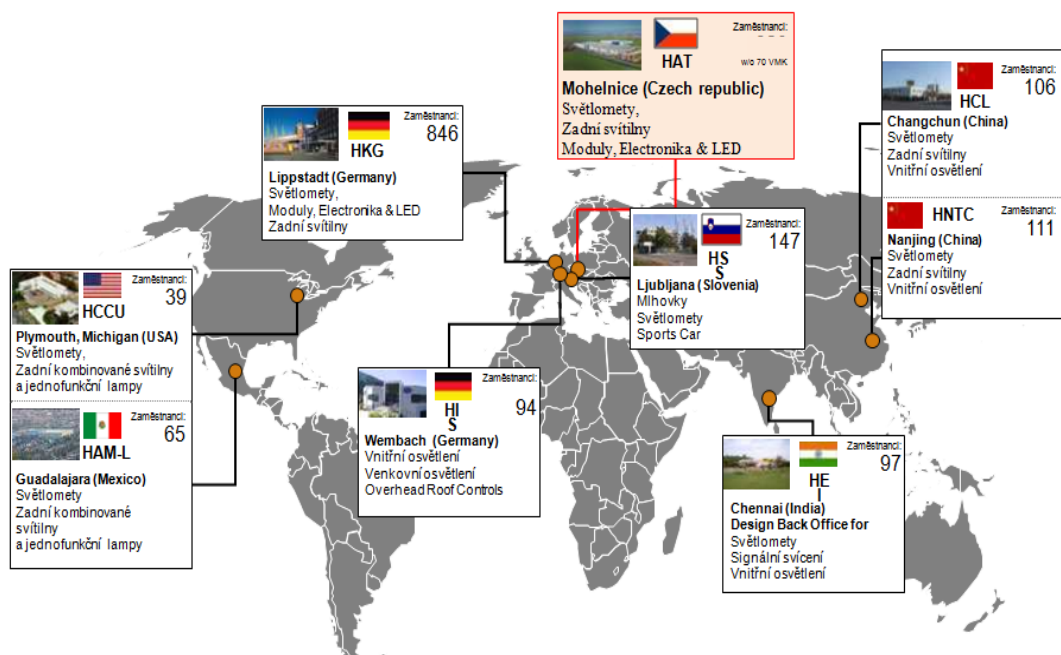 Zaměstnanci:
HAT
w/o 70 VMK
Mohelnice (Czech republic)
Světlomety,
Zadní svítilny
Moduly, Electronika & LED
Zaměstnanci:
846
HKG
Lippstadt (Germany)
Světlomety,
Moduly, Electronika & LED
Zadní svítilny
Zaměstnanci:
106
HCL
Changchun (China)
Světlomety
Zadní svítilny
Vnitřní osvětlení
HNTC
Zaměstnanci:
111
Nanjing (China)
Světlomety
Zadní svítilny
Vnitřní osvětlení
Zaměstnanci:
147
HS
S
Ljubljana (Slovenia)
Mlhovky
Světlomety
Sports Car
Zaměstnanci:
39
HCCU
Plymouth, Michigan (USA)
Světlomety,
Zadní kombinované svítilny
a jednofunkční lampy
Zaměstnanci:
65
HAM-L
Guadalajara (Mexico)
Světlomety
Zadní kombinované
svítilny
a jednofunkční lampy
Zaměstnanci:
94
HI
S
Wembach (Germany)
Vnitřní osvětlení
Venkovní osvětlení
Overhead Roof Controls
Zaměstnanci:
97
HE
I
Chennai (India)
Design Back Office for
Světlomety
Signální svícení
Vnitřní osvětlení